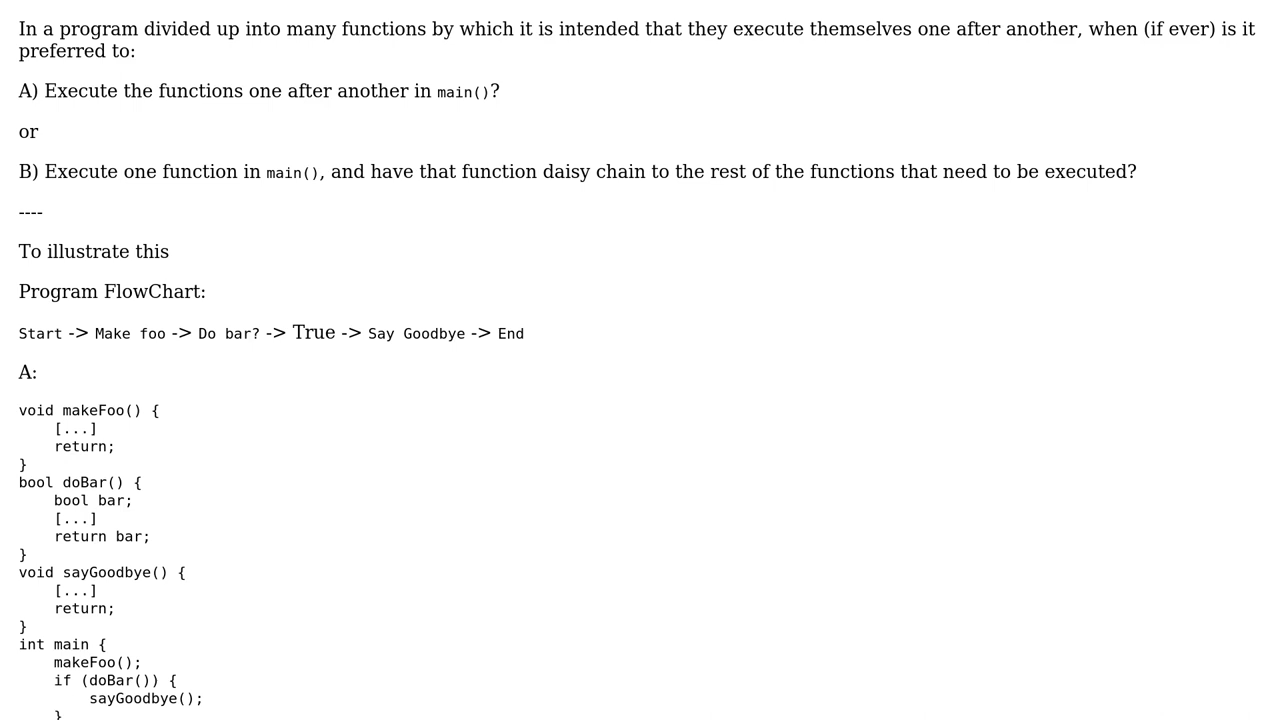 In a program divided up into many functions by which it is intended that they execute themselves one after another, when (if ever) is it
preferred to:
A) Execute the functions one after another in main()?
or
B) Execute one function in main(), and have that function daisy chain to the rest of the functions that need to be executed?
----
To illustrate this
Program FlowChart:
Start -> Make foo -> Do bar? -> True -> Say Goodbye -> End
A:
void makeFoo() {
    [...]
    return;
}
bool doBar() {
    bool bar;
    [...]
    return bar;
}
void sayGoodbye() {
    [...]
    return;
}
int main {
    makeFoo();
    if (doBar()) {
        sayGoodbye();
    }